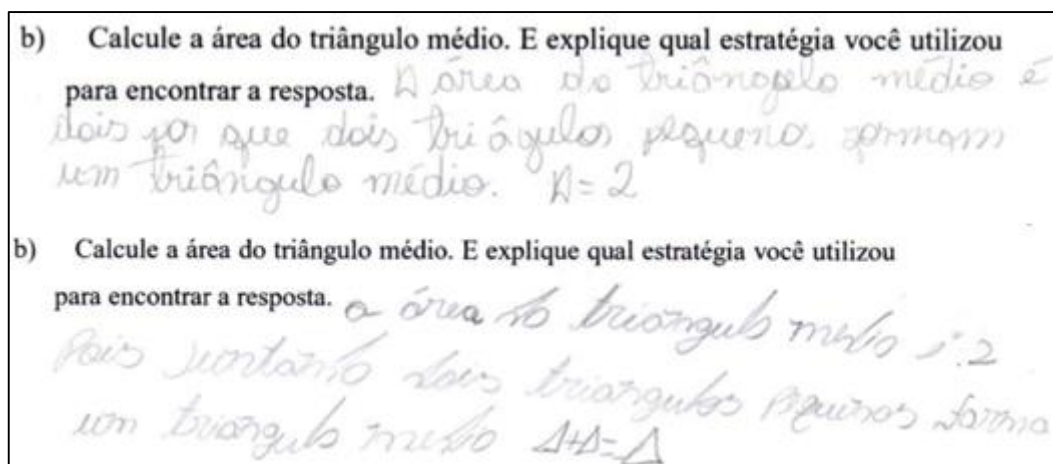 b) Calcule a área do triângulo médio. E explique qual estratégia você utilizou
para encontrar a resposta. A área do triângulo médio é
dois por que dois triâgulos pequenos formam
um triângulo médio. A=2
b) Calcule a área do triângulo médio. E explique qual estratégia você utilizou
para encontrar a resposta. a área do triangulo medio é 2
Pois juntando dois triangulos piquinos forma
um triangulo medio Δ+Δ=Δ